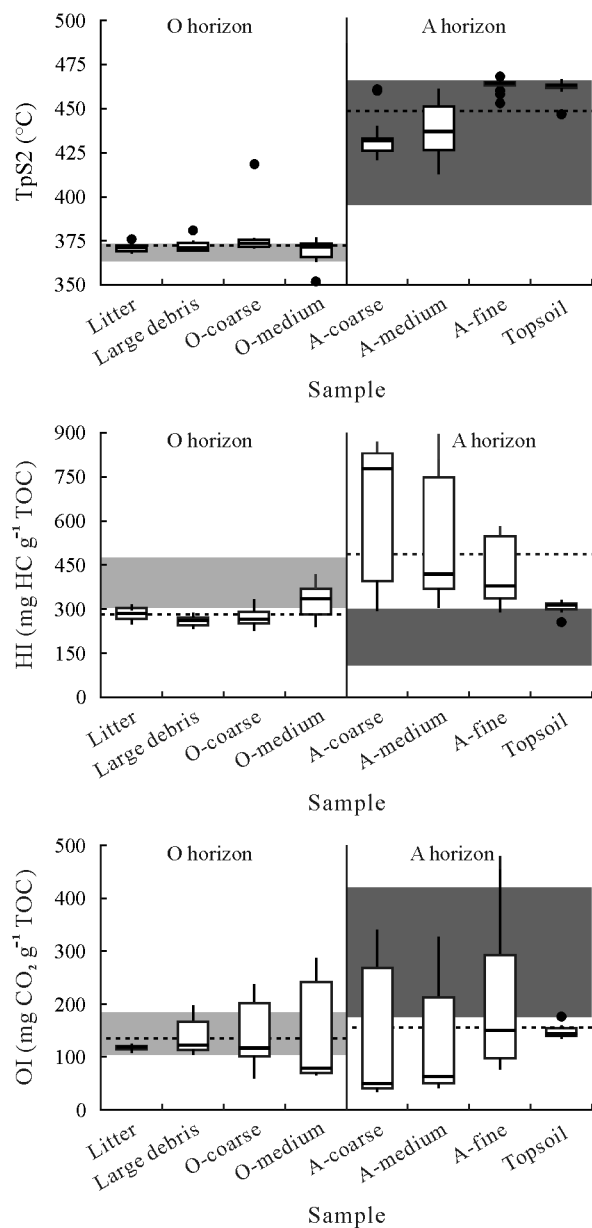 O horizon
A horizon
500
475
450
425
400
375
350
TpS2 (°C)
Litter
Large debris
O-coarse
O-medium
A-coarse
A-medium
A-fine
Topsoil
Sample
900
750
600
450
300
150
0
HI (mg HC g⁻¹ TOC)
O horizon
A horizon
Litter
Large debris
O-coarse
O-medium
A-coarse
A-medium
A-fine
Topsoil
Sample
500
400
300
200
100
0
OI (mg CO₂ g⁻¹ TOC)
O horizon
A horizon
Litter
Large debris
O-coarse
O-medium
A-coarse
A-medium
A-fine
Topsoil
Sample